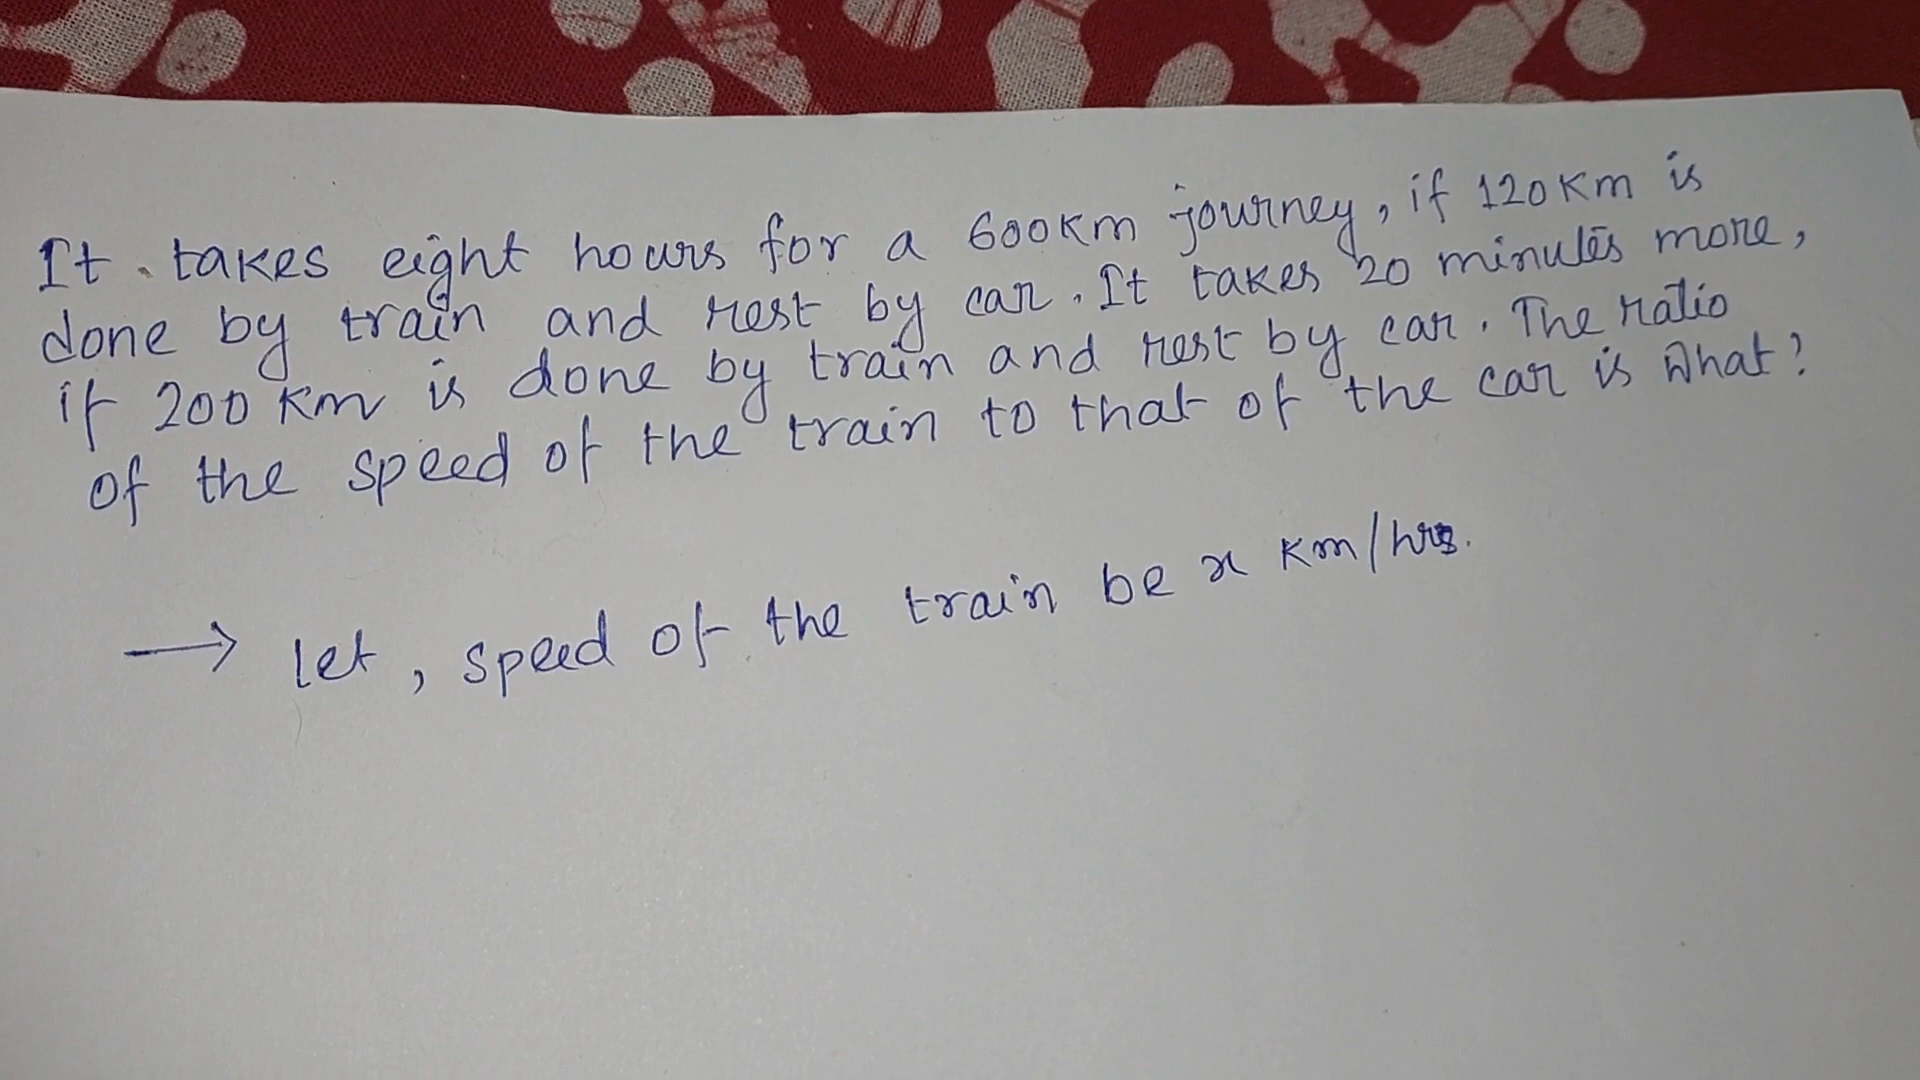 It takes eight hours for a 600km journey, if 120km is
done by train and rest by car. It takes 20 minutes more,
if 200km is done by train and rest by car. The ratio
of the speed of the train to that of the car is what?
→ let, speed of the train be x km/hrs.